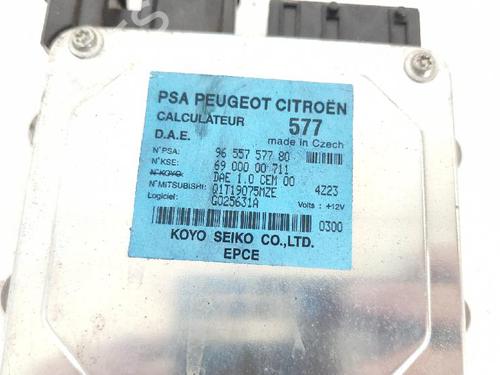 PSA PEUGEOT CITROËN
CALCULATEUR 577
D.A.E. made in Czech
N°PSA: 96 557 577 80
N°KSE: 69 000 00 711
N°KOYO: DAE 1.0 CEM 00
N°MITSUBISHI: Q1T19075MZE 4Z23
Logiciel: G025631A Volts : +12V
0300
KOYO SEIKO CO.,LTD.
EPCE